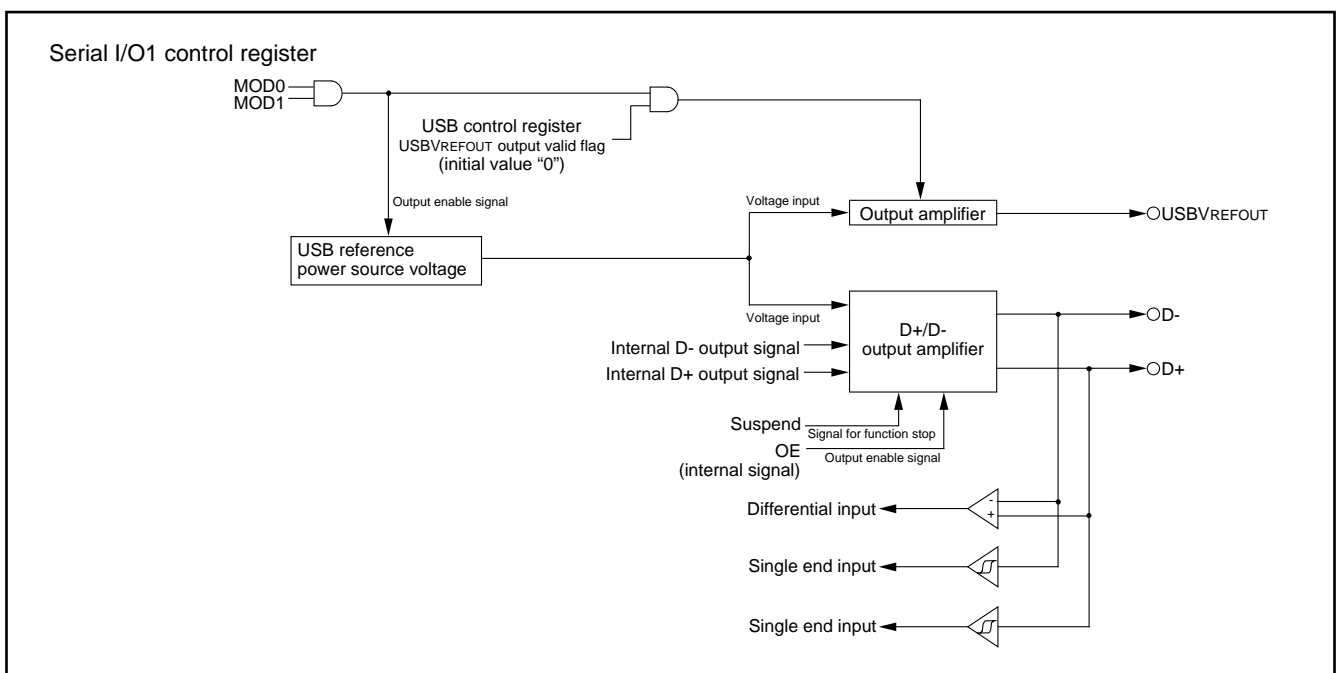 Serial I/O1 control register
MOD0
MOD1
USB control register
USBVREFOUT output valid flag
(initial value “0”)
Output enable signal
Voltage input
Output amplifier
USBVREFOUT
USB reference
power source voltage
Voltage input
D+/D-
output amplifier
D-
Internal D- output signal
Internal D+ output signal
D+
Suspend
Signal for function stop
OE
(internal signal)
Output enable signal
Differential input
-
+
Single end input
Single end input